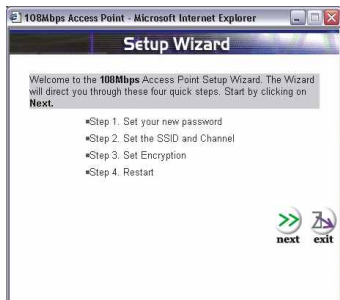 108Mbps Access Point - Microsoft Internet Explorer
Setup Wizard
Welcome to the 108Mbps Access Point Setup Wizard. The Wizard
will direct you through these four quick steps. Start by clicking on
Next.
▪Step 1. Set your new password
▪Step 2. Set the SSID and Channel
▪Step 3. Set Encryption
▪Step 4. Restart
next exit